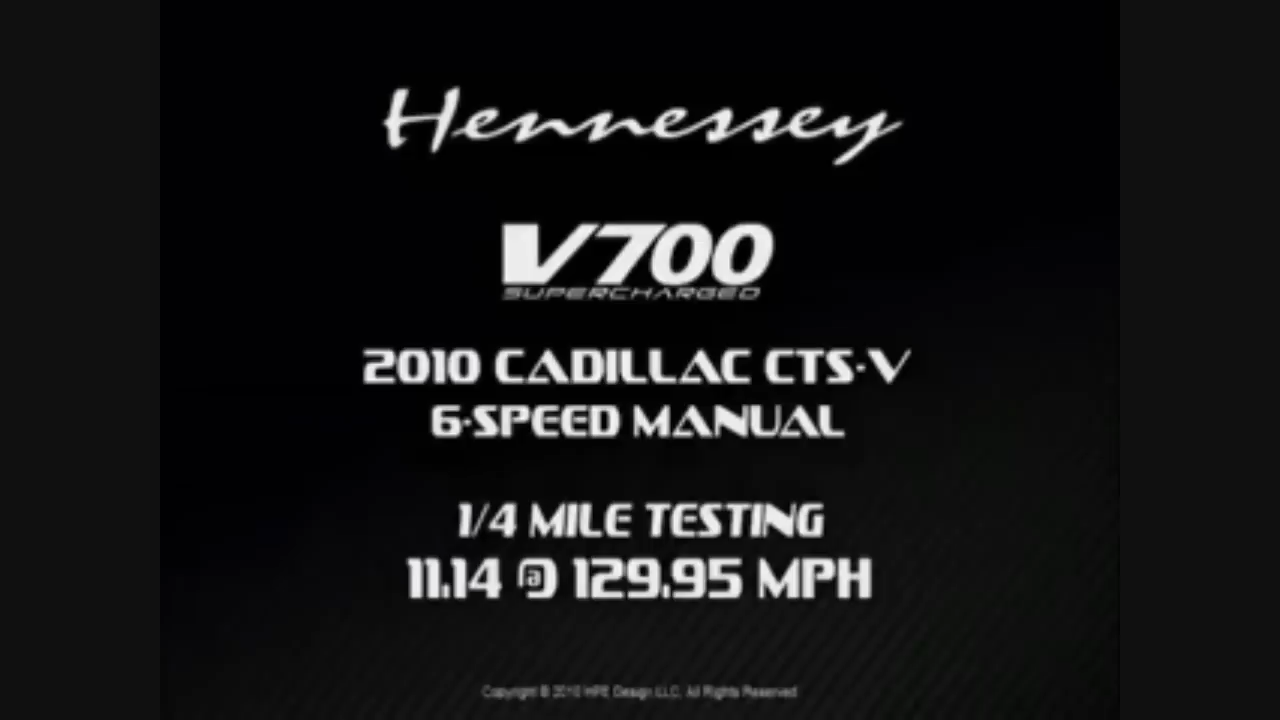 Hennessey
V700
SUPERCHARGED
2010 CADILLAC CTS-V
6-SPEED MANUAL
1/4 MILE TESTING
11.14 @ 129.95 MPH
Copyright © 2010 HPE Design LLC, All Rights Reserved